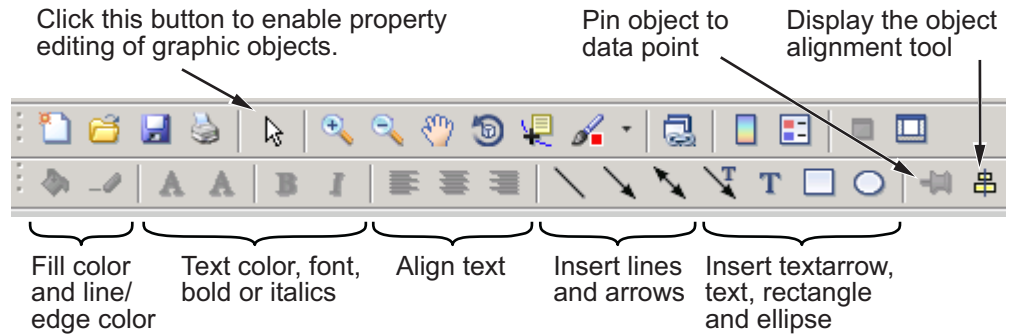 Click this button to enable property
editing of graphic objects.
Pin object to
data point
Display the object
alignment tool
A A B I
T T
Fill color
and line/
edge color
Text color, font,
bold or italics
Align text
Insert lines
and arrows
Insert textarrow,
text, rectangle
and ellipse